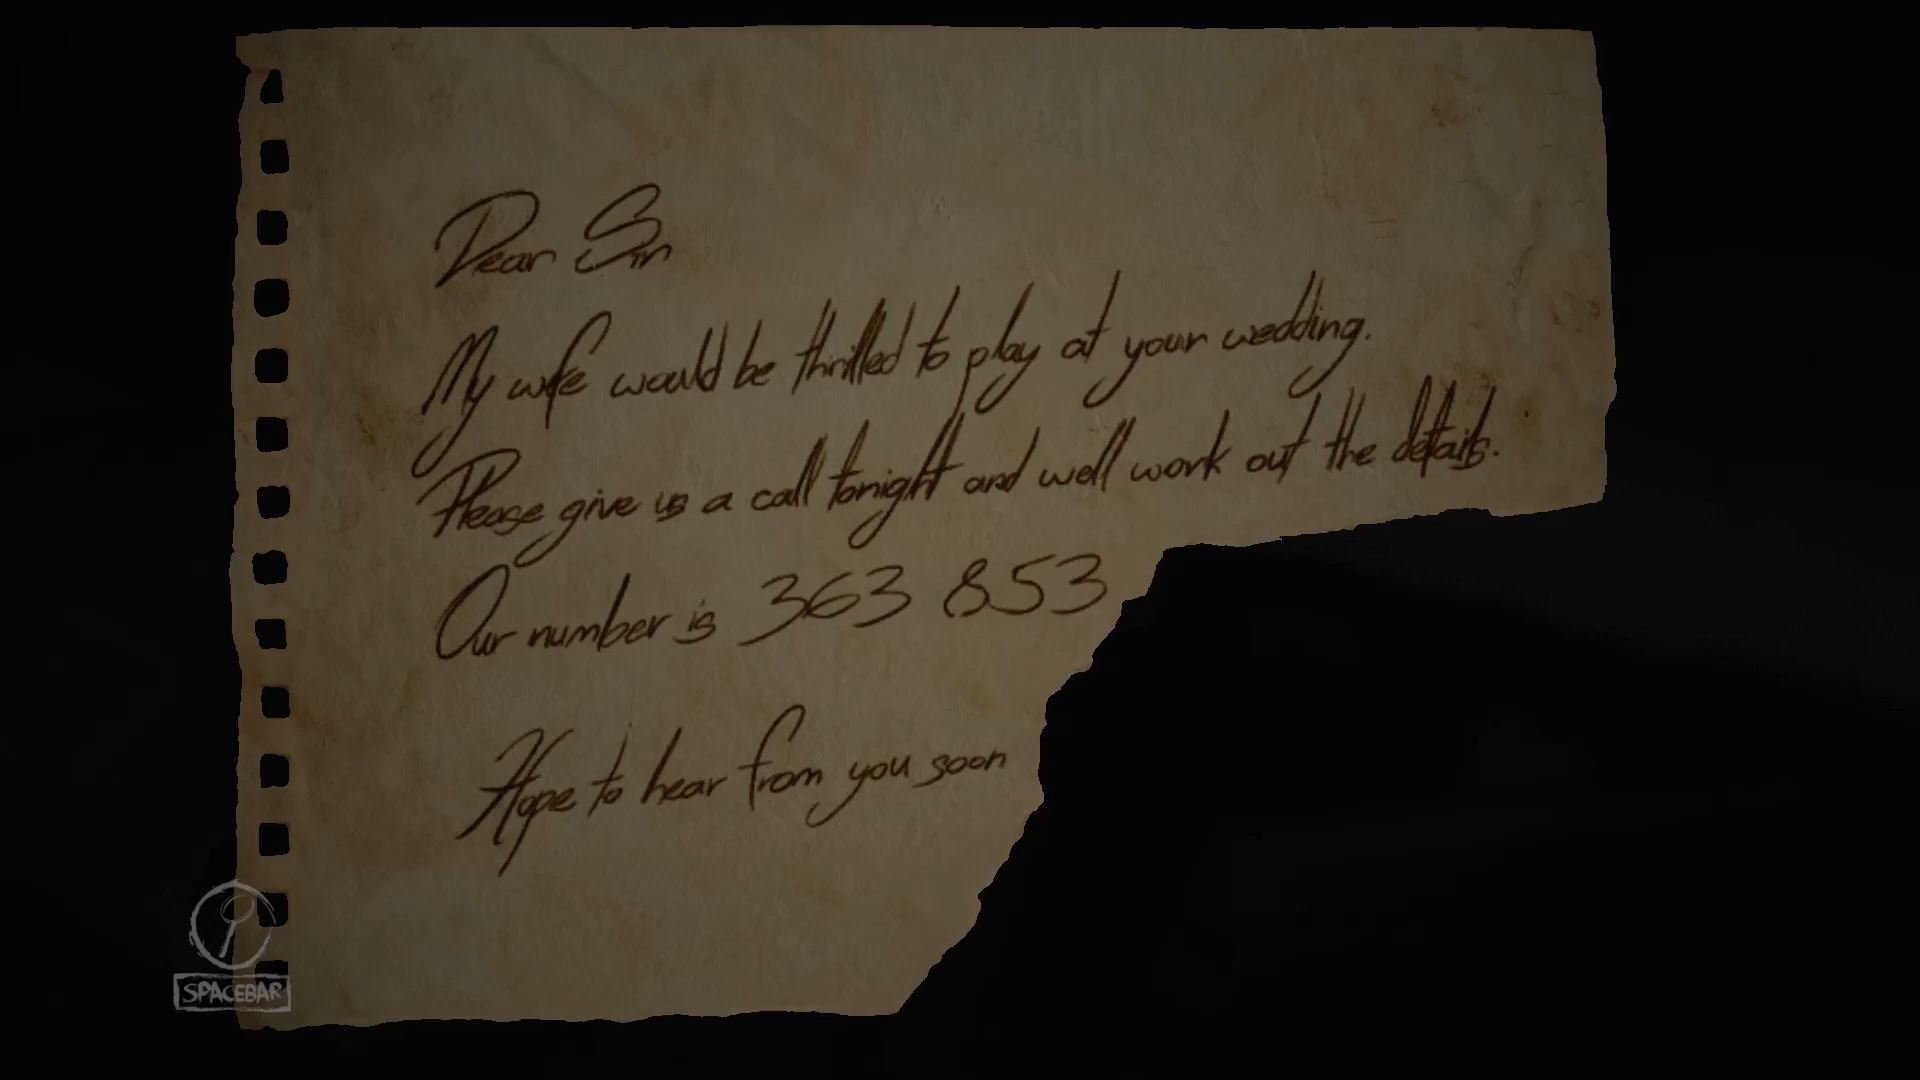 Dear Sir
My wife would be thrilled to play at your wedding.
Please give us a call tonight and well work out the details.
Our number is 363 853
Hope to hear from you soon
SPACEBAR